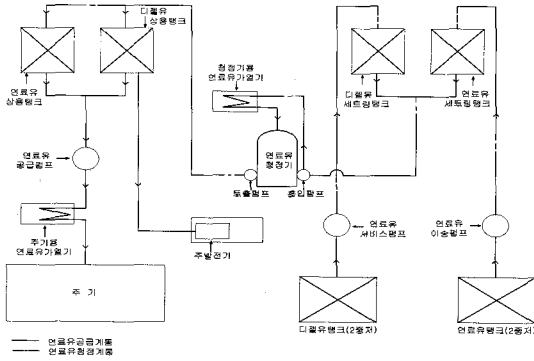 디젤유
상용탱크
연료유
상용탱크
청정기용
연료유가열기
디젤유
세트링탱크
연료유
세트링탱크
연료유
공급펌프
연료유
청정기
토출펌프
흡입펌프
주기용
연료유가열기
주발전기
연료유
서비스펌프
연료유
이송펌프
주 기
디젤유탱크(2중저)
연료유탱크(2중저)
연료유공급계통
연료유청정계통